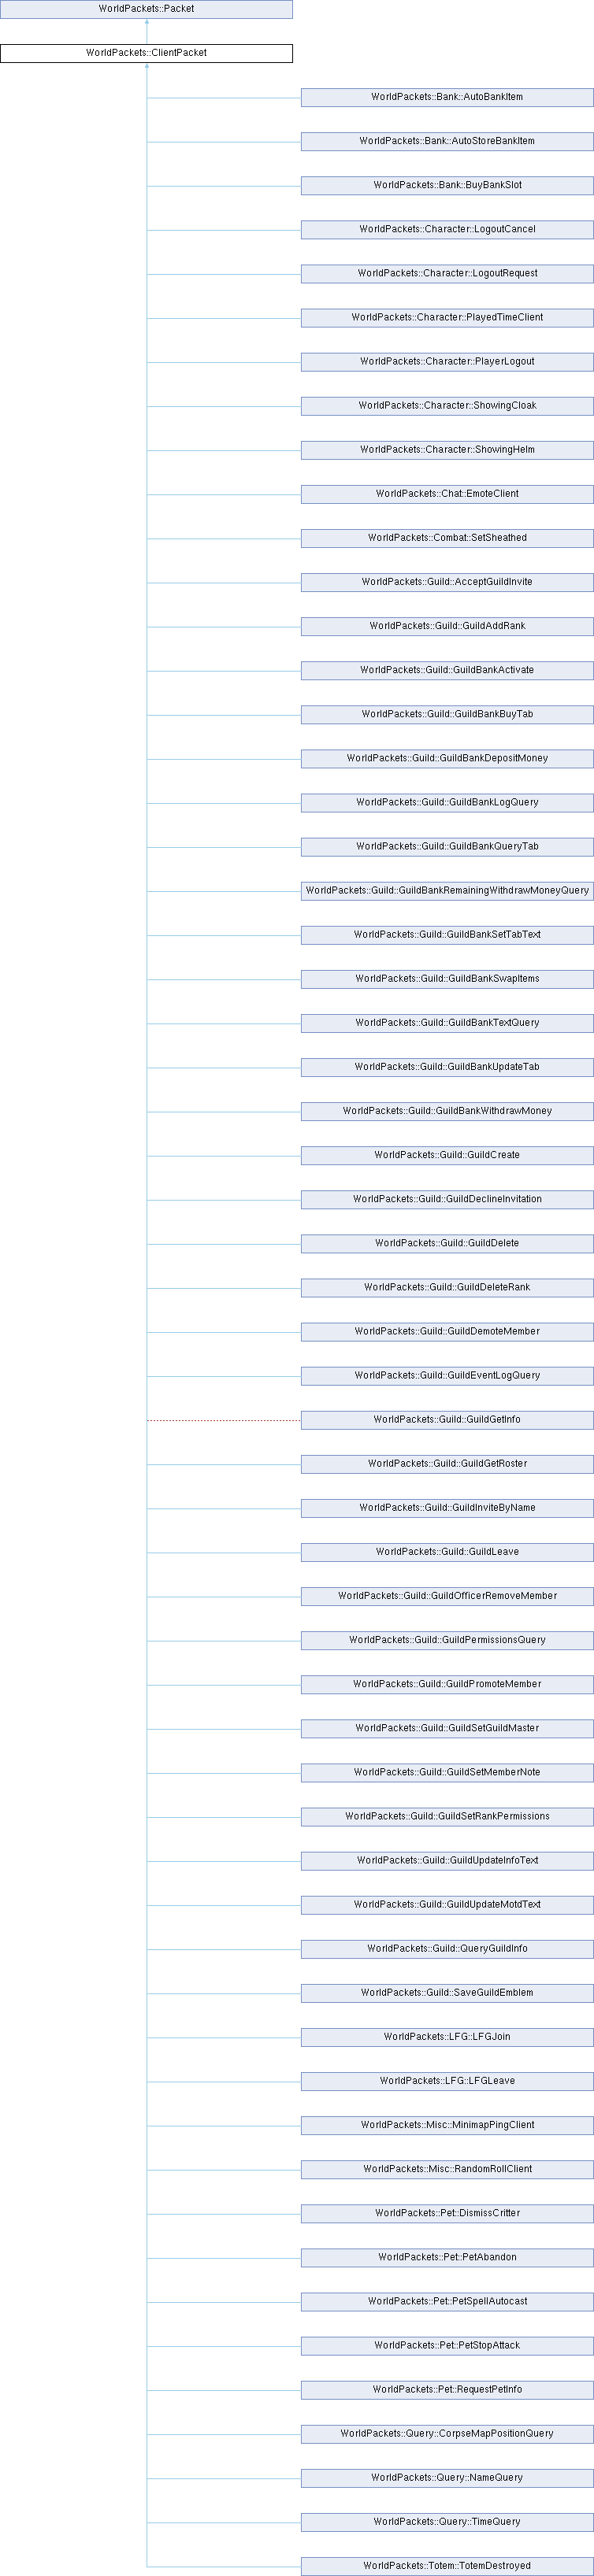 WorldPackets::Packet
WorldPackets::ClientPacket
WorldPackets::Bank::AutoBankItem
WorldPackets::Bank::AutoStoreBankItem
WorldPackets::Bank::BuyBankSlot
WorldPackets::Character::LogoutCancel
WorldPackets::Character::LogoutRequest
WorldPackets::Character::PlayedTimeClient
WorldPackets::Character::PlayerLogout
WorldPackets::Character::ShowingCloak
WorldPackets::Character::ShowingHelm
WorldPackets::Chat::EmoteClient
WorldPackets::Combat::SetSheathed
WorldPackets::Guild::AcceptGuildInvite
WorldPackets::Guild::GuildAddRank
WorldPackets::Guild::GuildBankActivate
WorldPackets::Guild::GuildBankBuyTab
WorldPackets::Guild::GuildBankDepositMoney
WorldPackets::Guild::GuildBankLogQuery
WorldPackets::Guild::GuildBankQueryTab
WorldPackets::Guild::GuildBankRemainingWithdrawMoneyQuery
WorldPackets::Guild::GuildBankSetTabText
WorldPackets::Guild::GuildBankSwapItems
WorldPackets::Guild::GuildBankTextQuery
WorldPackets::Guild::GuildBankUpdateTab
WorldPackets::Guild::GuildBankWithdrawMoney
WorldPackets::Guild::GuildCreate
WorldPackets::Guild::GuildDeclineInvitation
WorldPackets::Guild::GuildDelete
WorldPackets::Guild::GuildDeleteRank
WorldPackets::Guild::GuildDemoteMember
WorldPackets::Guild::GuildEventLogQuery
WorldPackets::Guild::GuildGetInfo
WorldPackets::Guild::GuildGetRoster
WorldPackets::Guild::GuildInviteByName
WorldPackets::Guild::GuildLeave
WorldPackets::Guild::GuildOfficerRemoveMember
WorldPackets::Guild::GuildPermissionsQuery
WorldPackets::Guild::GuildPromoteMember
WorldPackets::Guild::GuildSetGuildMaster
WorldPackets::Guild::GuildSetMemberNote
WorldPackets::Guild::GuildSetRankPermissions
WorldPackets::Guild::GuildUpdateInfoText
WorldPackets::Guild::GuildUpdateMotdText
WorldPackets::Guild::QueryGuildInfo
WorldPackets::Guild::SaveGuildEmblem
WorldPackets::LFG::LFGJoin
WorldPackets::LFG::LFGLeave
WorldPackets::Misc::MinimapPingClient
WorldPackets::Misc::RandomRollClient
WorldPackets::Pet::DismissCritter
WorldPackets::Pet::PetAbandon
WorldPackets::Pet::PetSpellAutocast
WorldPackets::Pet::PetStopAttack
WorldPackets::Pet::RequestPetInfo
WorldPackets::Query::CorpseMapPositionQuery
WorldPackets::Query::NameQuery
WorldPackets::Query::TimeQuery
WorldPackets::Totem::TotemDestroyed